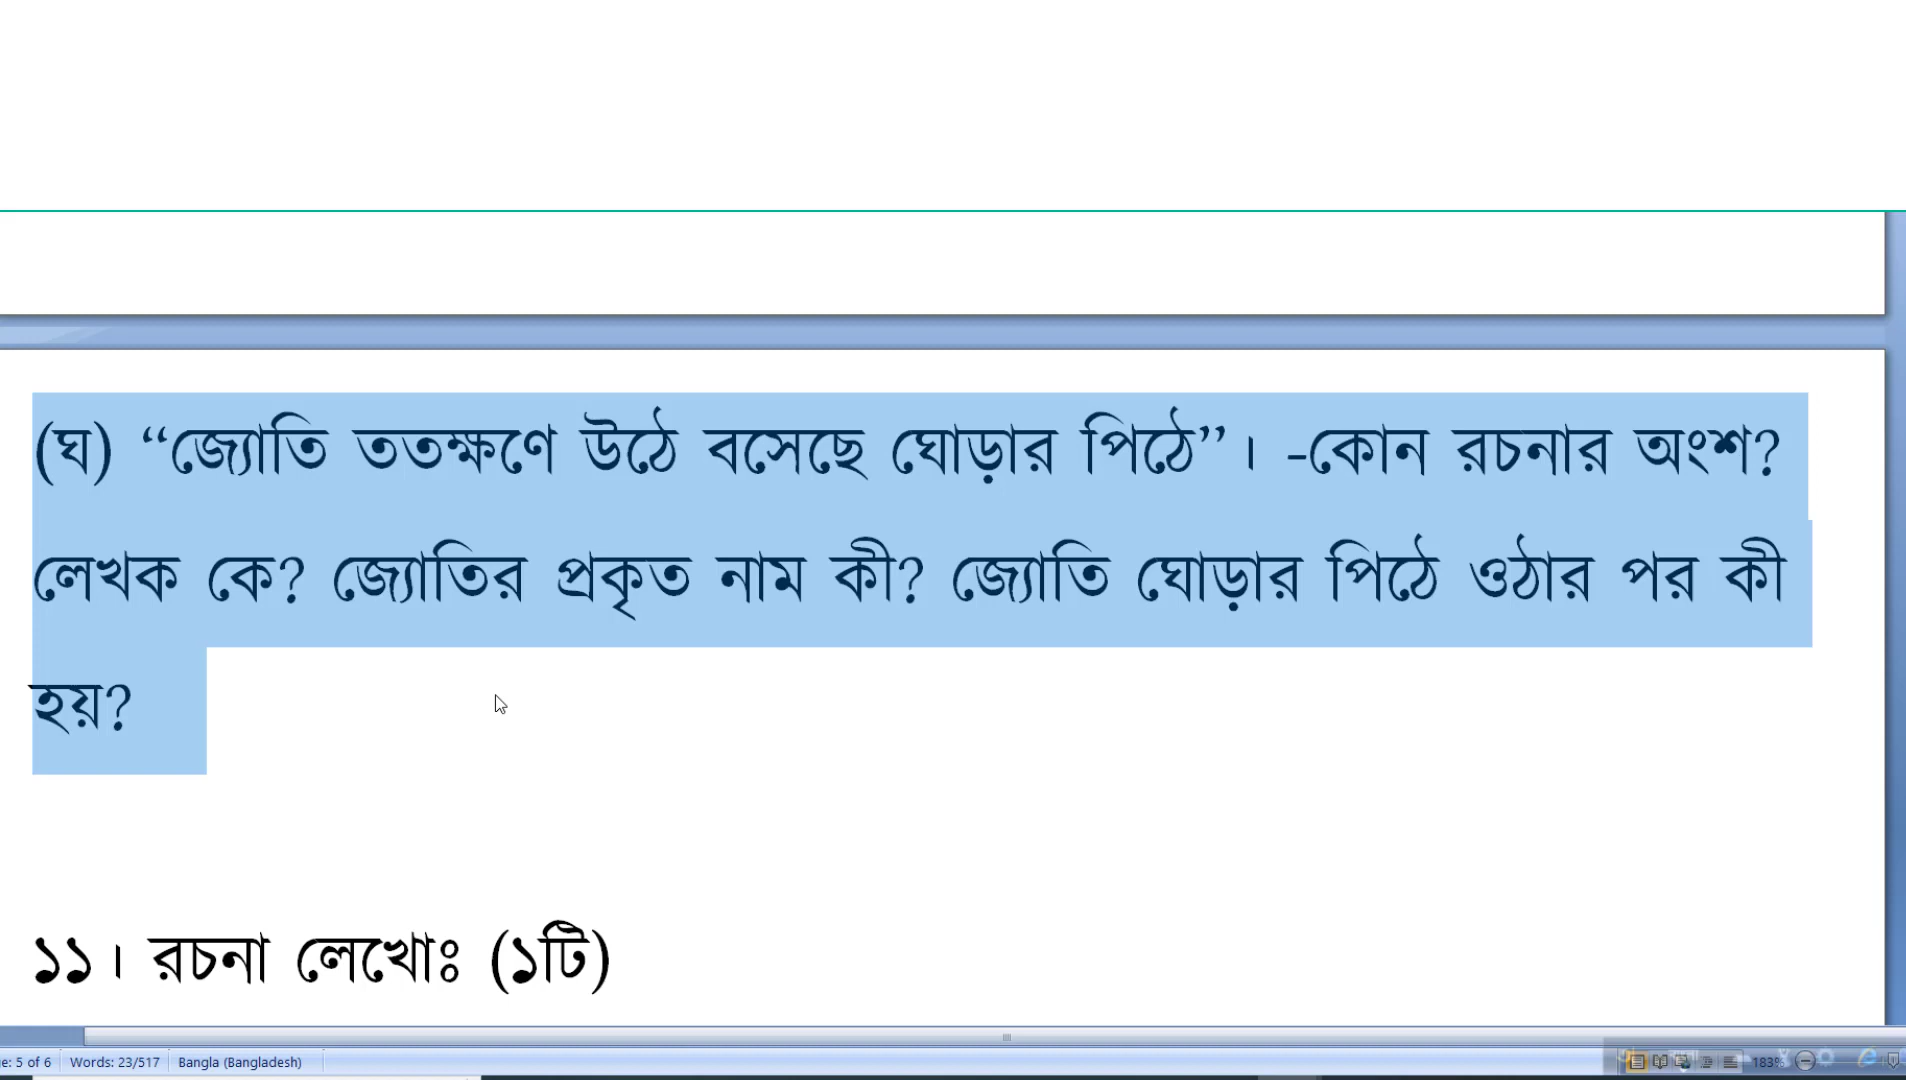 (ঘ) “জ্যোতি ততক্ষণে উঠে বসেছে ঘোড়ার পিঠে”। -কোন রচনার অংশ?
লেখক কে? জ্যোতির প্রকৃত নাম কী? জ্যোতি ঘোড়ার পিঠে ওঠার পর কী
হয়?
১১। রচনা লেখোঃ (১টি)
e: 5 of 6 Words: 23/517 Bangla (Bangladesh) 183%